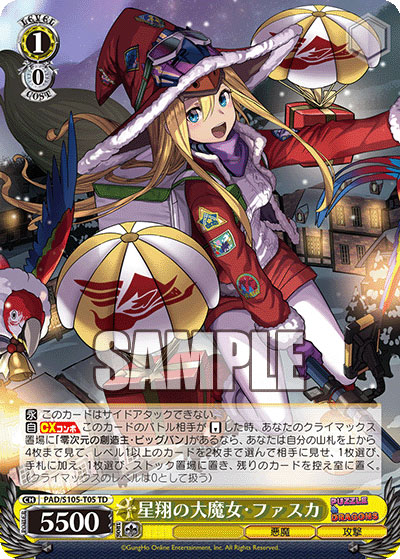 LEVEL
1
0
COST
SAMPLE
永 このカードはサイドアタックできない。
自 CXコンボ このカードのバトル相手が【リバース】した時、あなたのクライマックス
置場に「零次元の創造主・ビッグバン」があるなら、あなたは自分の山札を上から
4枚まで見て、レベル1以上のカードを2枚まで選んで相手に見せ、1枚選び、
手札に加え、1枚選び、ストック置場に置き、残りのカードを控え室に置く。
(クライマックスのレベルは0として扱う)
CH PAD/S105-T05 TD
5500
星翔の大魔女・ファスカ
PUZZLE & DRAGONS
悪魔 攻撃
©GungHo Online Entertainment, Inc. All Rights Reserved.